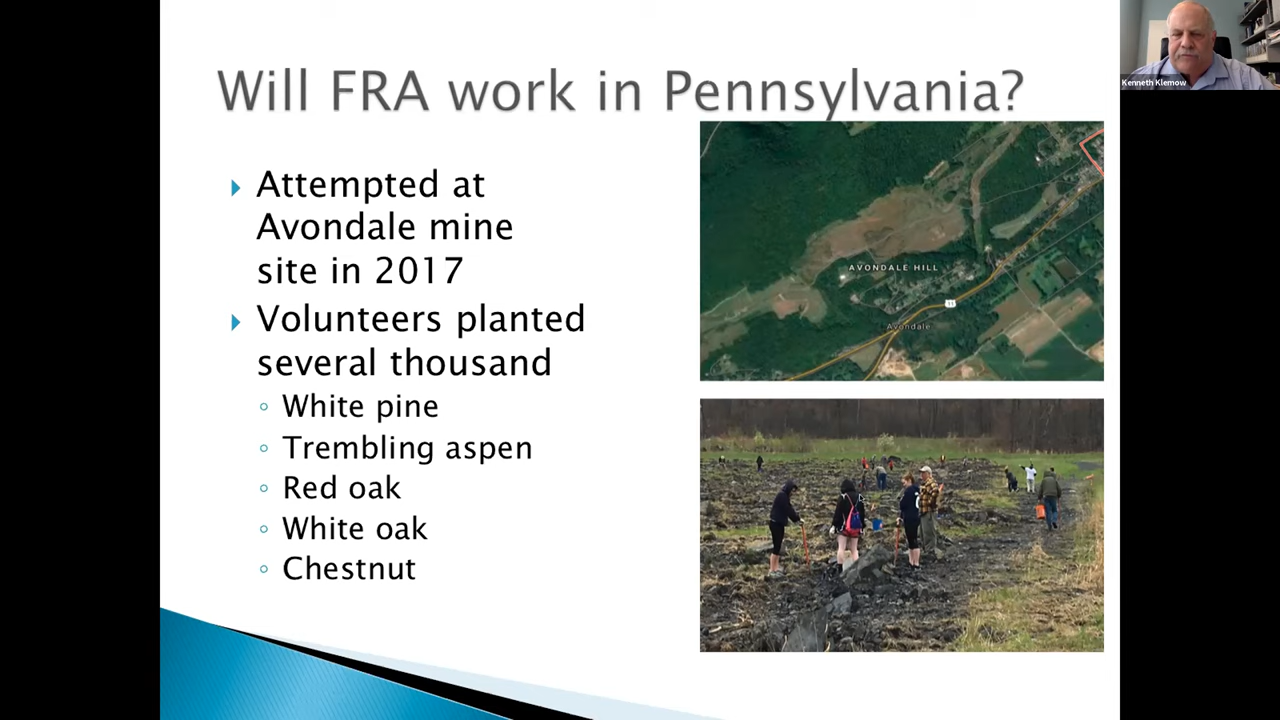 Will FRA work in Pennsylvania?
Kenneth Klemow
Attempted at
Avondale mine
site in 2017
Volunteers planted
several thousand
White pine
Trembling aspen
Red oak
White oak
Chestnut
AVONDALE HILL
11
Avondale